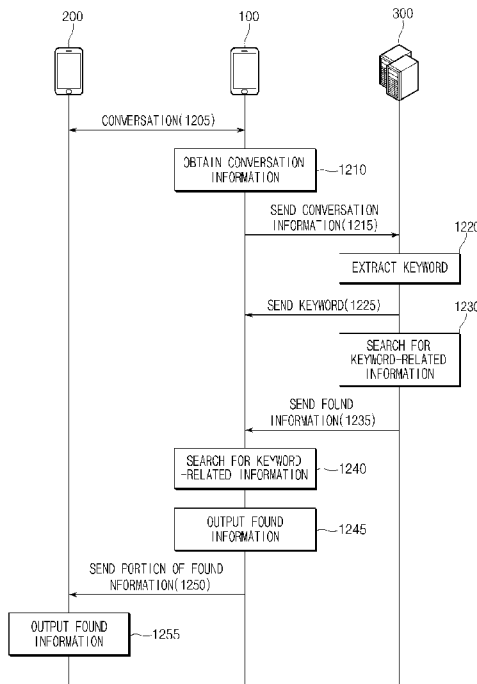 200
100
300
CONVERSATION(1205)
OBTAIN CONVERSATION
INFORMATION
1210
SEND CONVERSATION
INFORMATION(1215)
1220
EXTRACT KEYWORD
SEND KEYWORD(1225)
1230
SEARCH FOR
KEYWORD-RELATED
INFORMATION
SEND FOUND
INFORMATION(1235)
SEARCH FOR KEYWORD
-RELATED INFORMATION
1240
OUTPUT FOUND
INFORMATION
1245
SEND PORTION OF FOUND
NFORMATION(1250)
OUTPUT FOUND
INFORMATION
1255